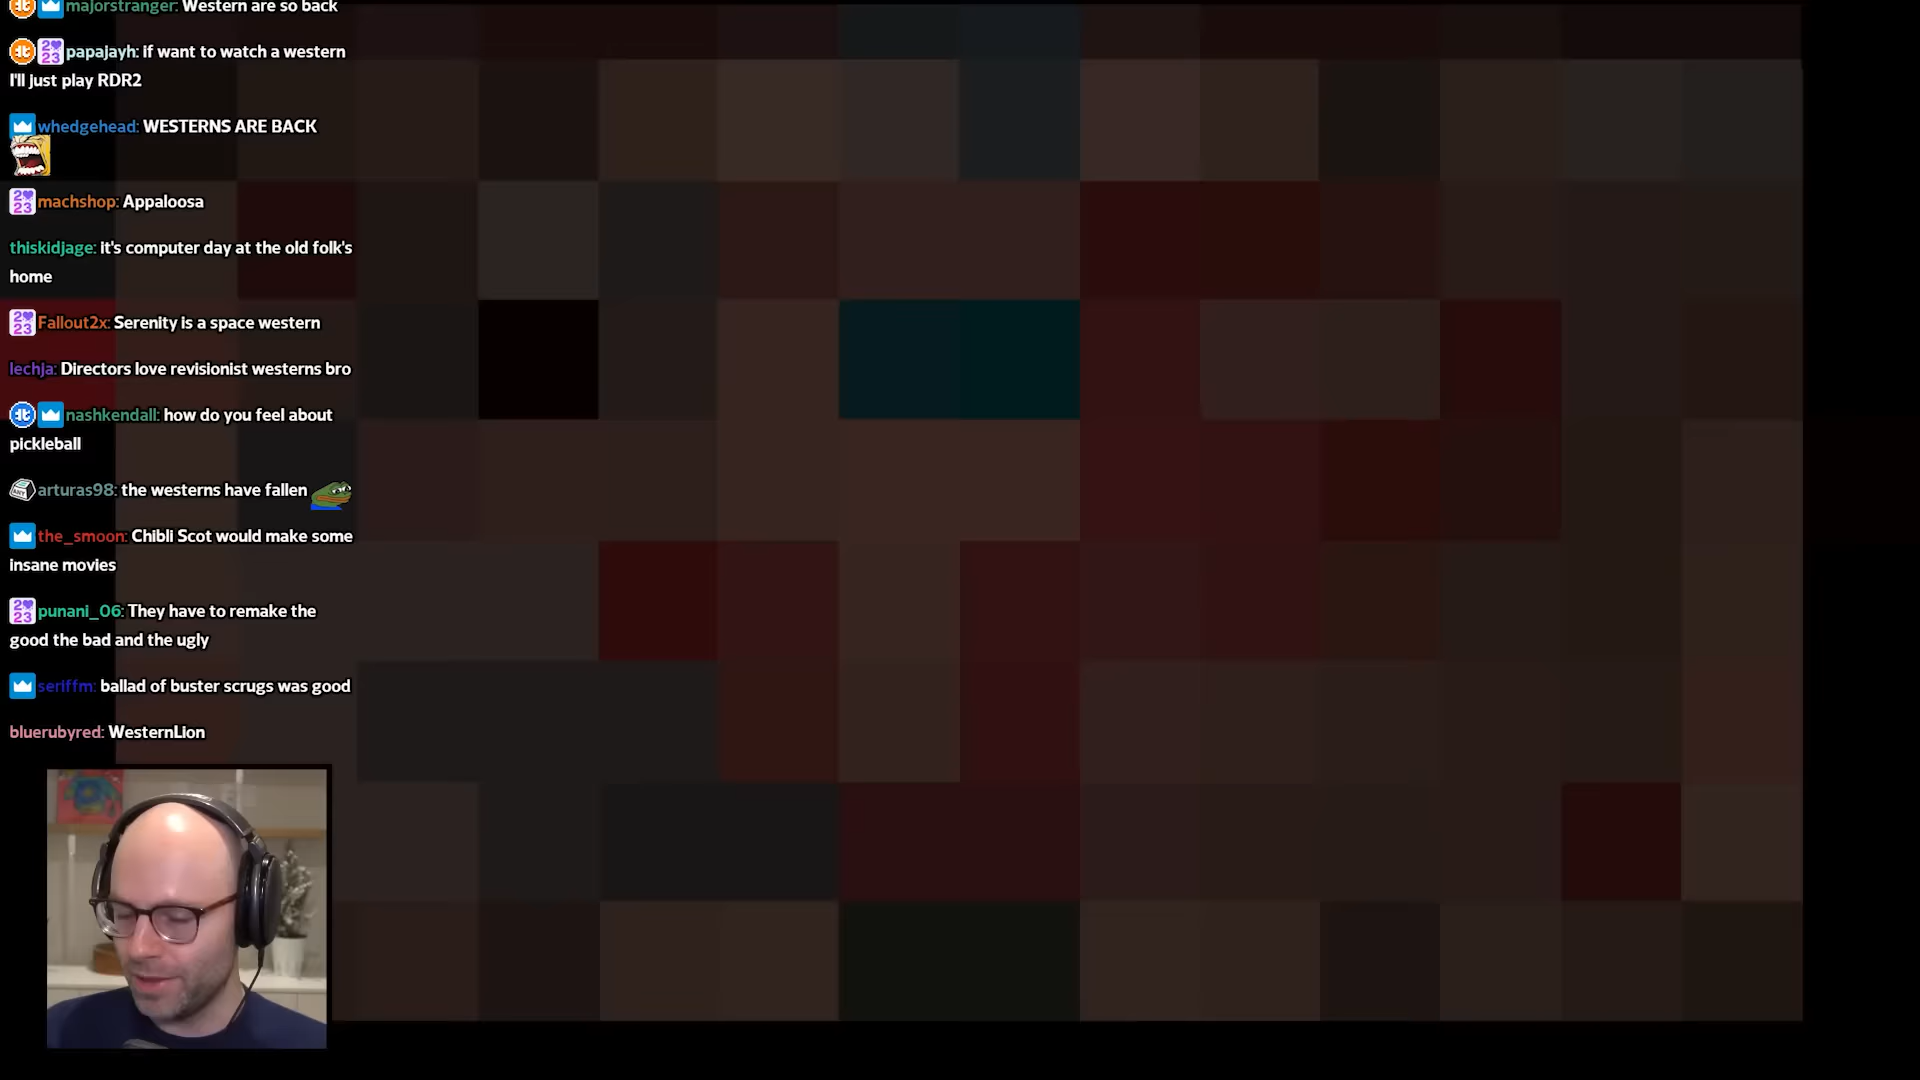 majorstranger: Western are so back
papajayh: if want to watch a western
I'll just play RDR2
whedgehead: WESTERNS ARE BACK
machshop: Appaloosa
thiskidjage: it's computer day at the old folk's
home
Fallout2x: Serenity is a space western
lechja: Directors love revisionist westerns bro
nashkendall: how do you feel about
pickleball
arturas98: the westerns have fallen
the_smoon: Chibli Scot would make some
insane movies
punani_06: They have to remake the
good the bad and the ugly
seriffm: ballad of buster scrugs was good
bluerubyred: WesternLion